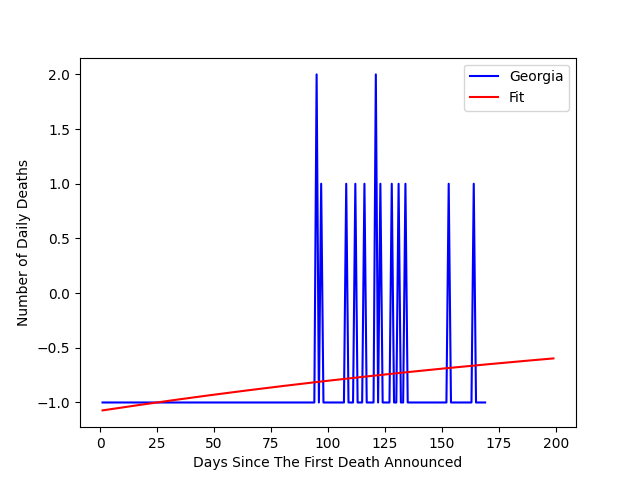 Georgia
Fit
2.0
1.5
1.0
0.5
0.0
−0.5
−1.0
Number of Daily Deaths
0 25 50 75 100 125 150 175 200
Days Since The First Death Announced